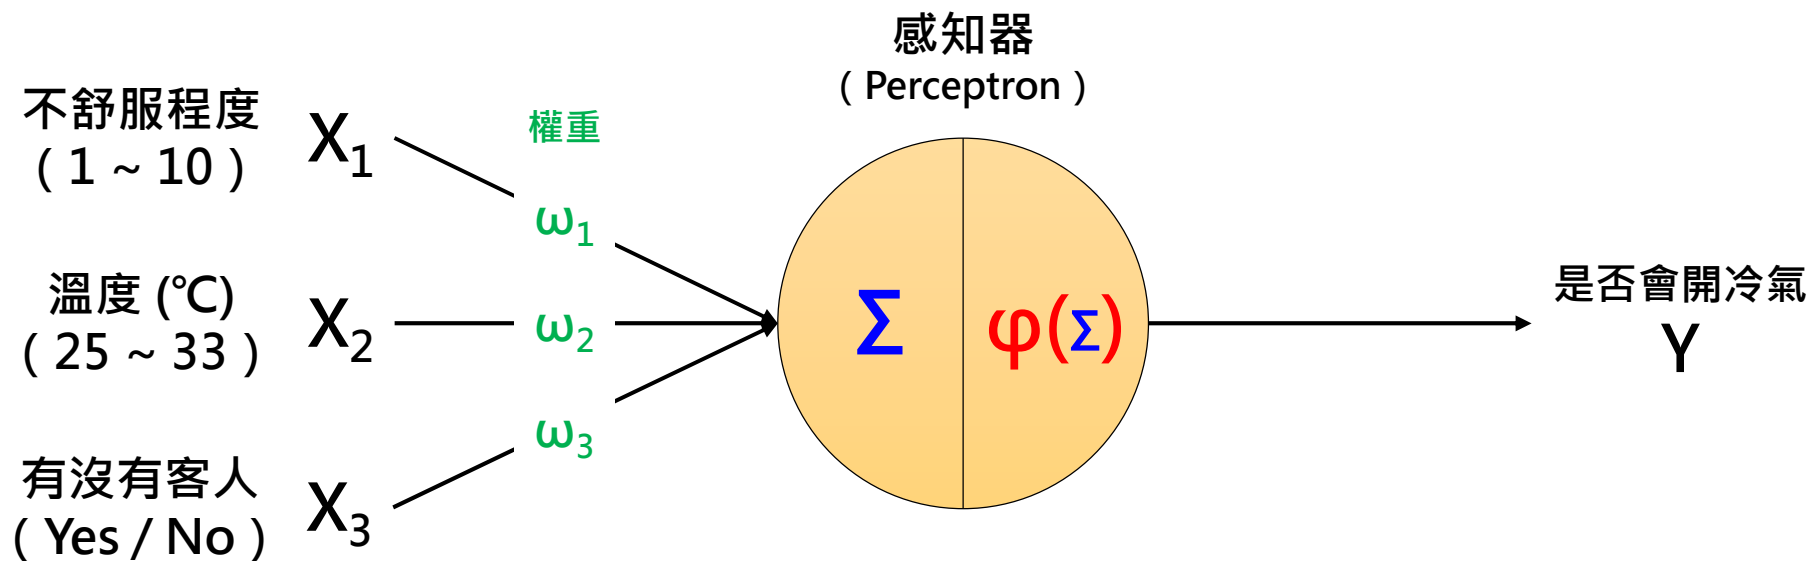 感知器
( Perceptron )
不舒服程度
( 1 ~ 10 )
X₁
權重
ω₁
溫度 (℃)
( 25 ~ 33 )
X₂
ω₂
Σ
φ(Σ)
是否會開冷氣
Y
ω₃
有沒有客人
( Yes / No )
X₃